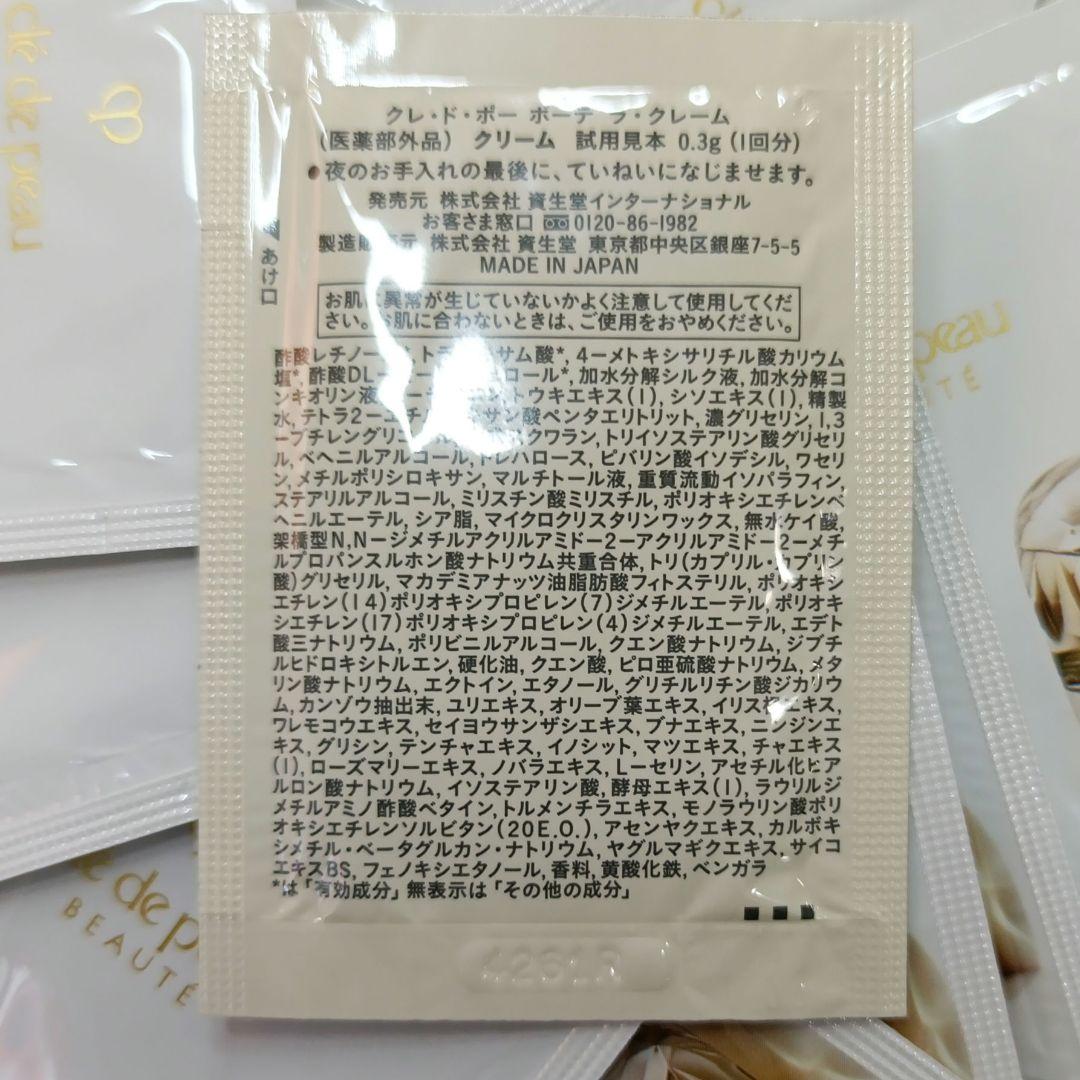 clé de peau
クレ・ド・ポー ボーテ ラ・クレーム
(医薬部外品) クリーム 試用見本 0.3g (1回分)
●夜のお手入れの最後に、ていねいになじませます。
発売元 株式会社 資生堂インターナショナル
お客さま窓口 0120-86-1982
製造販売元 株式会社 資生堂 東京都中央区銀座7-5-5
MADE IN JAPAN
あけ口
お肌に異常が生じていないかよく注意して使用してくだ
さい。お肌に合わないときは、ご使用をおやめください。
酢酸レチノール*, サム酸*, 4ーメトキシサリチル酸カリウム
塩*, 酢酸DLー ロール*, 加水分解シルク液, 加水分解コ
ンキオリン液, トウキエキス(1), シソエキス(1), 精製
水, テトラ2ーエチル サン酸ペンタエリトリット, 濃グリセリン, 1,3
ーブチレングリコ スクワラン, トリイソステアリン酸グリセリ
ル, ベヘニルアルコール, トレハロース, ピバリン酸イソデシル, ワセリ
ン, メチルポリシロキサン, マルチトール液, 重質流動イソパラフィン,
ステアリルアルコール, ミリスチン酸ミリスチル, ポリオキシエチレンベ
ヘニルエーテル, シア脂, マイクロクリスタリンワックス, 無水ケイ酸,
架橋型N,Nージメチルアクリルアミドー2ーアクリルアミドー2ーメチ
ルプロパンスルホン酸ナトリウム共重合体, トリ(カプリル・カプリン
酸)グリセリル, マカデミアナッツ油脂肪酸フィトステリル, ポリオキシ
エチレン(14)ポリオキシプロピレン(7)ジメチルエーテル, ポリオキ
シエチレン(17)ポリオキシプロピレン(4)ジメチルエーテル, エデト
酸三ナトリウム, ポリビニルアルコール, クエン酸ナトリウム, ジブチ
ルヒドロキシトルエン, 硬化油, クエン酸, ピロ亜硫酸ナトリウム, メタ
リン酸ナトリウム, エクトイン, エタノール, グリチルリチン酸ジカリウ
ム, カンゾウ抽出末, ユリエキス, オリーブ葉エキス, イリス根エキス,
ワレモコウエキス, セイヨウサンザシエキス, ブナエキス, ニンジンエ
キス, グリシン, テンチャエキス, イノシット, マツエキス, チャエキス
(1), ローズマリーエキス, ノバラエキス, Lーセリン, アセチル化ヒア
ルロン酸ナトリウム, イソステアリン酸, 酵母エキス(1), ラウリルジ
メチルアミノ酢酸ベタイン, トルメンチラエキス, モノラウリン酸ポリ
オキシエチレンソルビタン(20E.O.), アセンヤクエキス, カルボキ
シメチル・ベータグルカン・ナトリウム, ヤグルマギクエキス, サイコ
エキスBS, フェノキシエタノール, 香料, 黄酸化鉄, ベンガラ
*は「有効成分」無表示は「その他の成分」
peau
BEAUTÉ